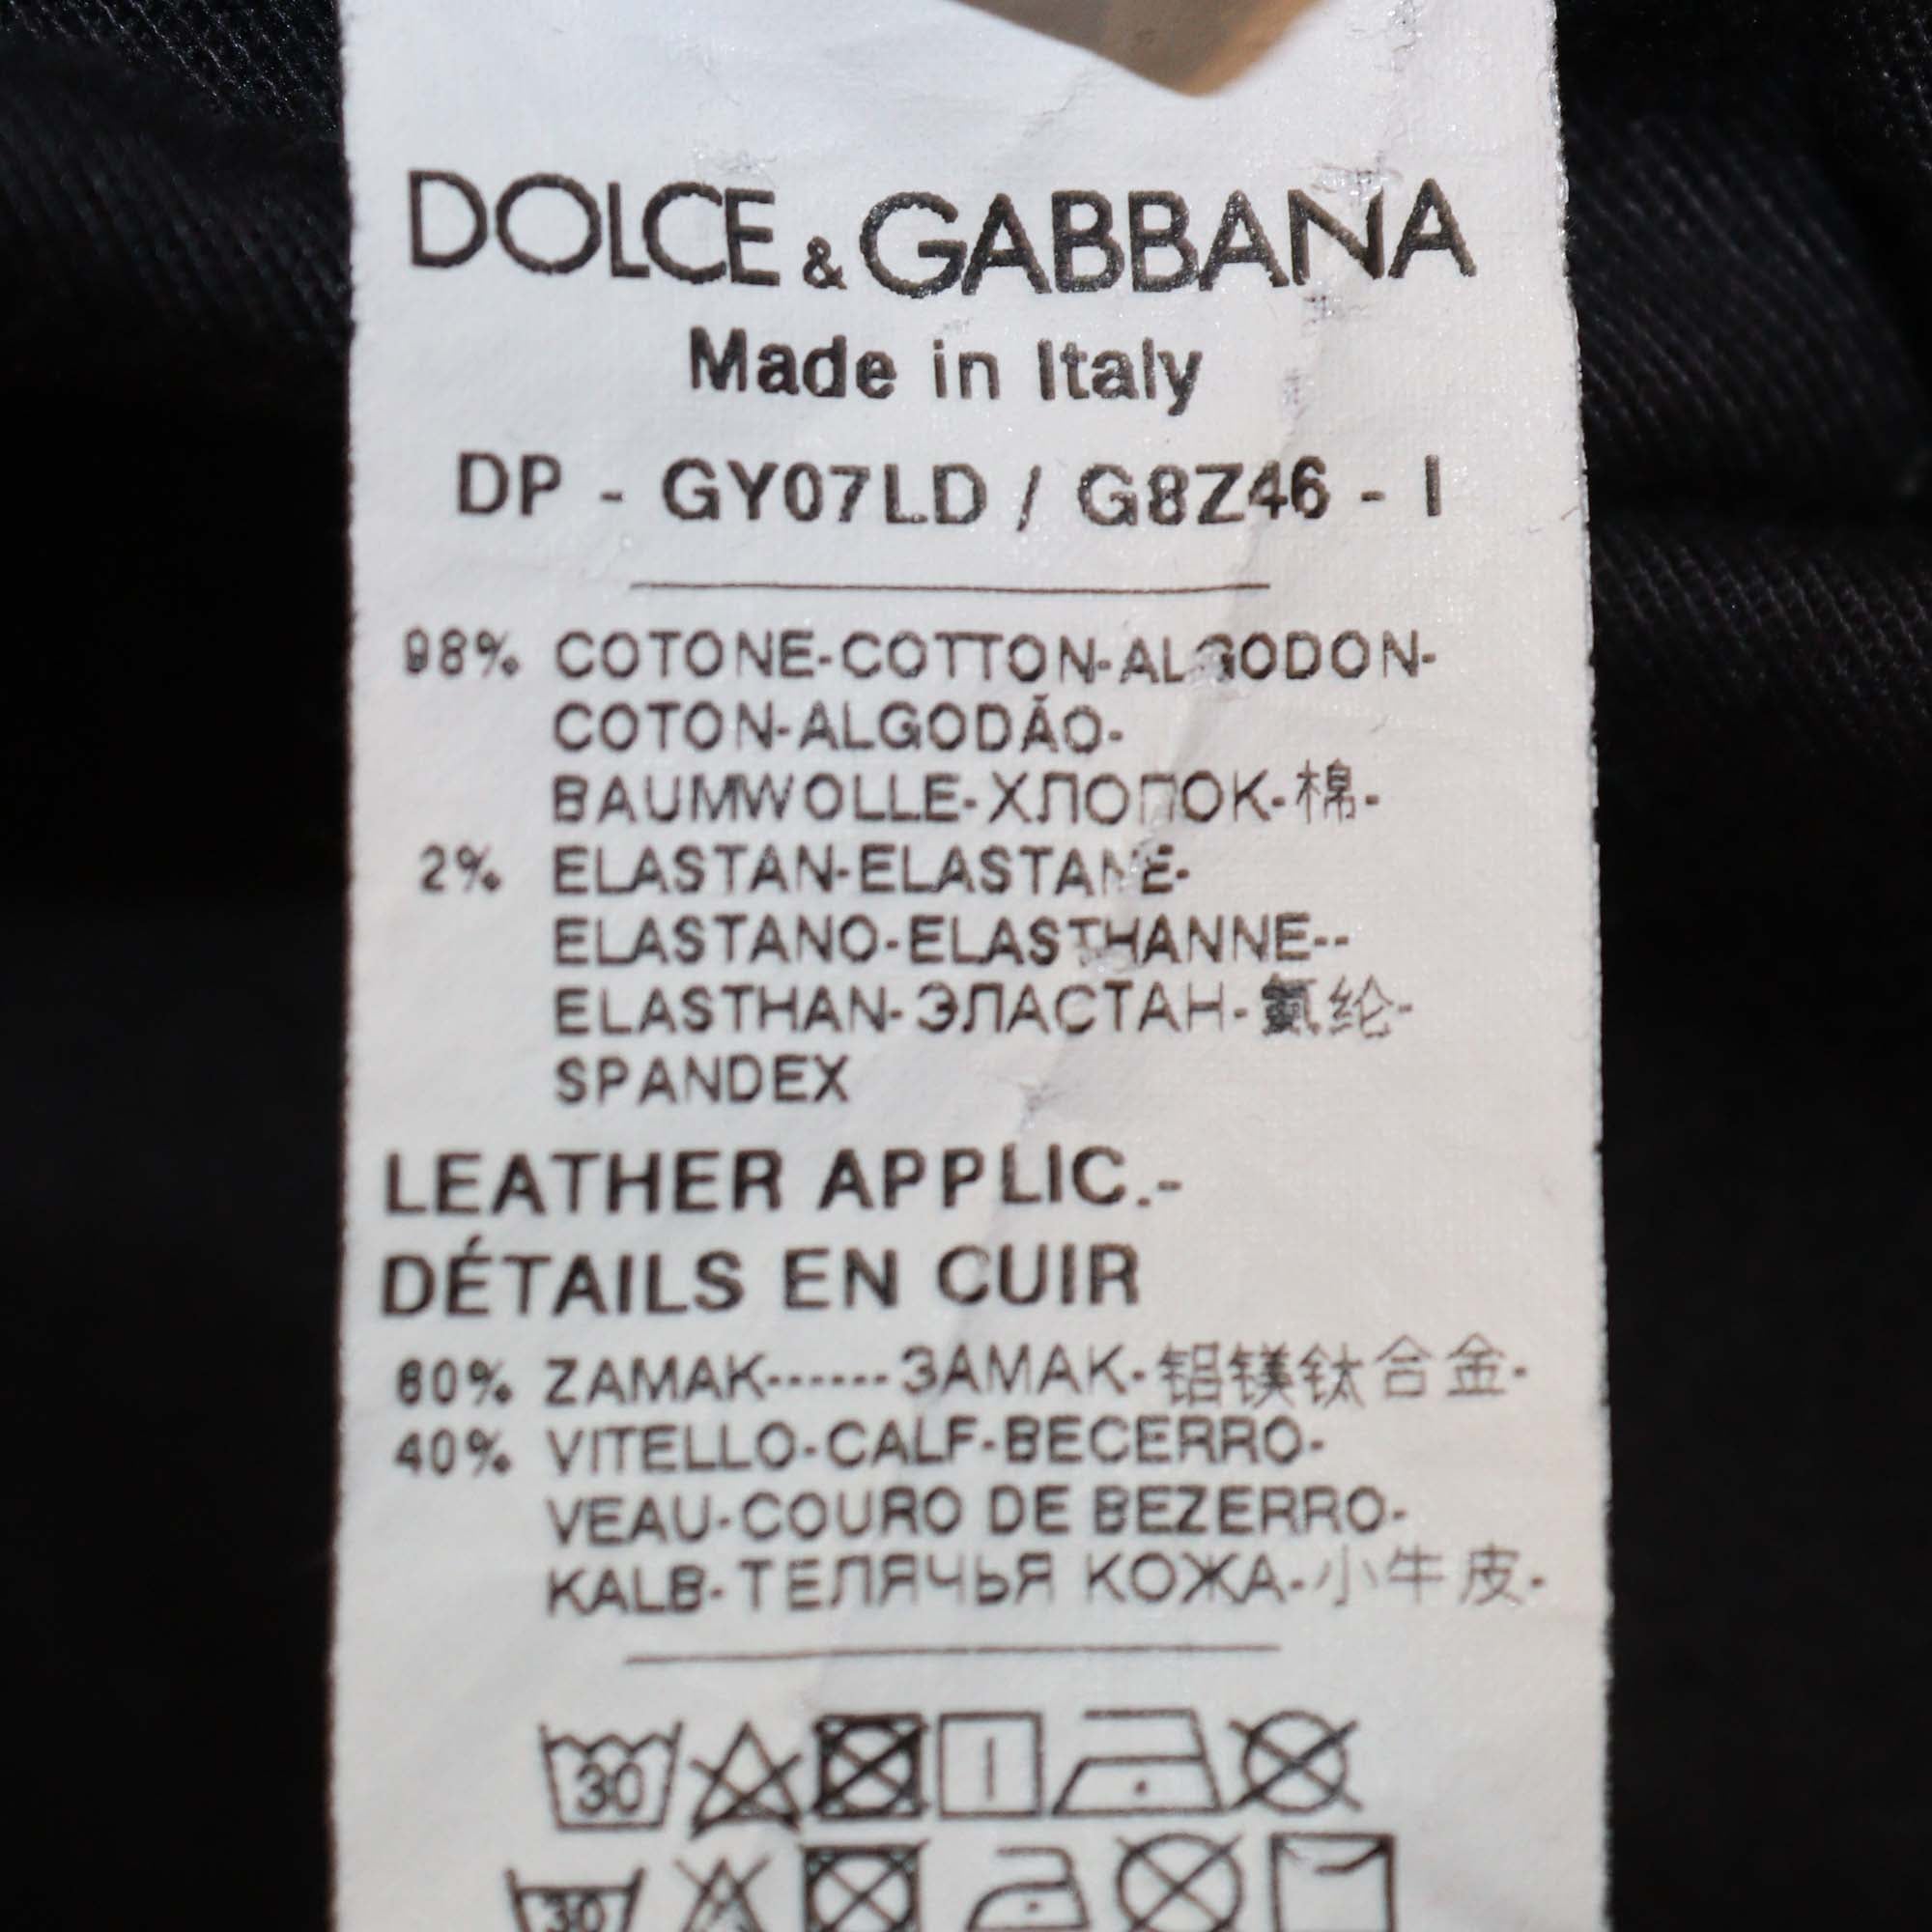 DOLCE & GABBANA
Made in Italy
DP - GY07LD / G8Z46 - I
98% COTONE-COTTON-ALGODON-
COTON-ALGODÃO-
BAUMWOLLE-ХЛОПОК-棉-
2% ELASTAN-ELASTANE-
ELASTANO-ELASTHANNE--
ELASTHAN-ЭЛАСТАН-氨纶-
SPANDEX
LEATHER APPLIC.-
DÉTAILS EN CUIR
60% ZAMAK------ЗАМАК-铝镁钛合金-
40% VITELLO-CALF-BECERRO-
VEAU-COURO DE BEZERRO-
KALB-ТЕЛЯЧЬЯ КОЖА-小牛皮-
30
30